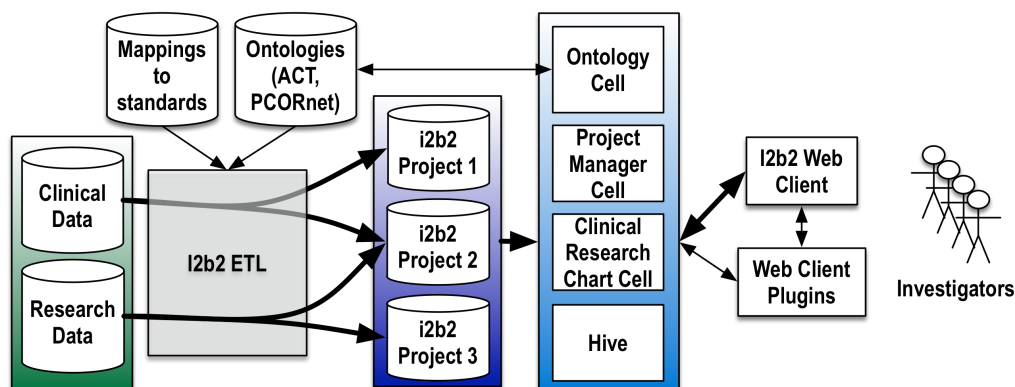 Mappings
to
standards
Ontologies
(ACT,
PCORnet)
Clinical
Data
Research
Data
I2b2 ETL
i2b2
Project 1
i2b2
Project 2
i2b2
Project 3
Ontology
Cell
Project
Manager
Cell
Clinical
Research
Chart Cell
Hive
I2b2 Web
Client
Web Client
Plugins
Investigators